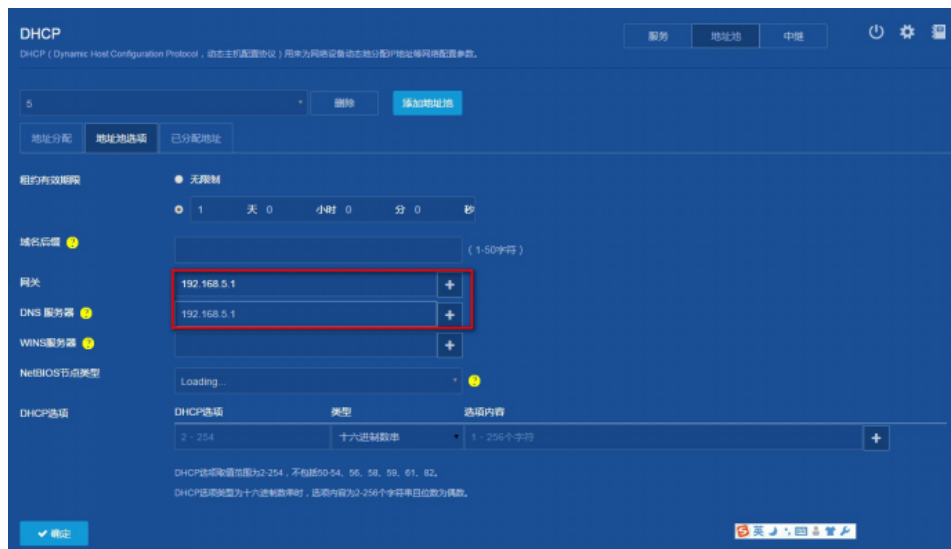 DHCP
服务 地址池 中继
DHCP ( Dynamic Host Configuration Protocol , 动态主机配置协议 ) 用来为网络设备动态地分配IP地址等网络配置参数。
5 删除 添加地址池
地址分配 地址池选项 已分配地址
租约有效期限 无限制
1 天 0 小时 0 分 0 秒
域名后缀 ? ( 1-50字符 )
网关 192.168.5.1 +
DNS 服务器 ? 192.168.5.1 +
WINS服务器 ? +
NetBIOS节点类型 Loading... ?
DHCP选项 DHCP选项 类型 选项内容
2 - 254 十六进制数串 1 - 256个字符 +
DHCP选项取值范围为2-254 , 不包括50-54、56、58、59、61、82。
DHCP选项类型为十六进制数串时 , 选项内容为2-256个字符串且位数为偶数。
确定
英